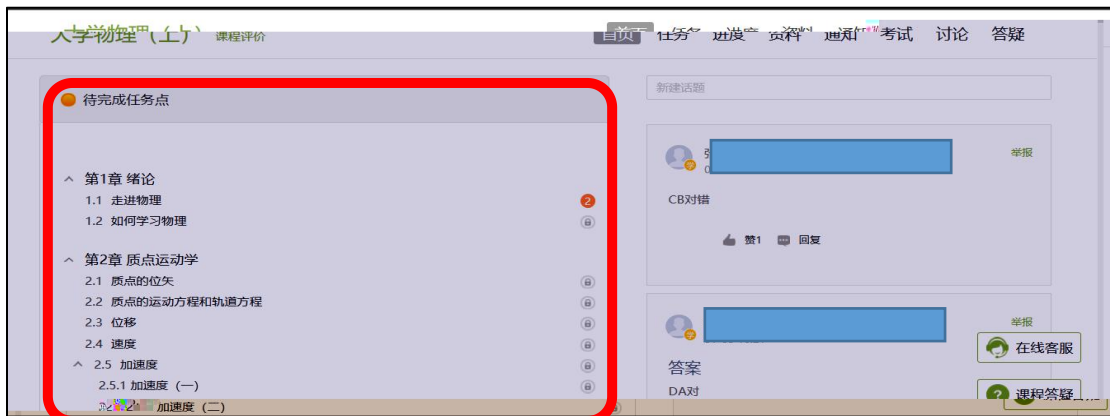 大学物理（上） 课程评价
首页 任务 进度 资料 通知 考试 讨论 答疑
待完成任务点
第1章 绪论
1.1 走进物理 2
1.2 如何学习物理
第2章 质点运动学
2.1 质点的位矢
2.2 质点的运动方程和轨道方程
2.3 位移
2.4 速度
2.5 加速度
2.5.1 加速度（一）
加速度（二）
新建话题
举报
CB对错
赞1 回复
举报
答案
DA对
在线客服
课程答疑